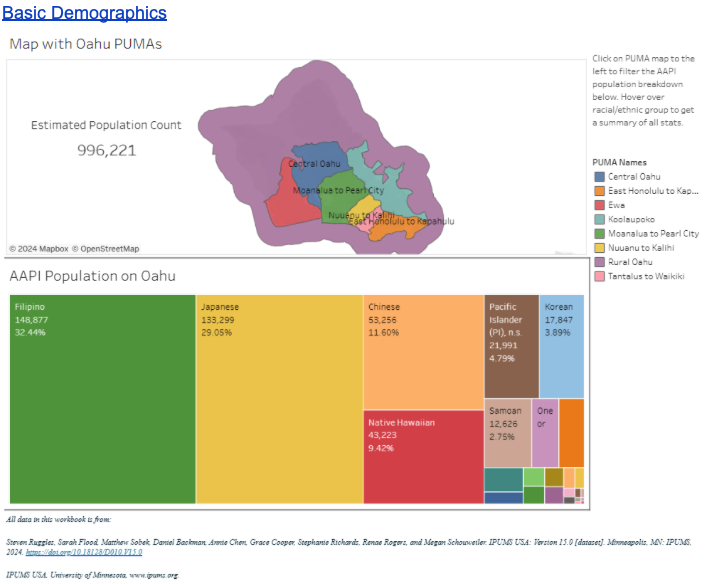 Basic Demographics
Map with Oahu PUMAs
Estimated Population Count
996,221
Central Oahu
Moanalua to Pearl City
Nuuanu to Kalihi
East Honolulu to Kapahulu
© 2024 Mapbox © OpenStreetMap
Click on PUMA map to the
left to filter the AAPI
population breakdown
below. Hover over
racial/ethnic group to get
a summary of all stats.
PUMA Names
Central Oahu
East Honolulu to Kap...
Ewa
Koolaupoko
Moanalua to Pearl City
Nuuanu to Kalihi
Rural Oahu
Tantalus to Waikiki
AAPI Population on Oahu
Filipino
148,877
32.44%
Japanese
133,299
29.05%
Chinese
53,256
11.60%
Native Hawaiian
43,223
9.42%
Pacific
Islander
(PI), n.s.
21,991
4.79%
Korean
17,847
3.89%
Samoan
12,626
2.75%
One
or
All data in this workbook is from:
Steven Ruggles, Sarah Flood, Matthew Sobek, Daniel Backman, Annie Chen, Grace Cooper, Stephanie Richards, Renae Rogers, and Megan Schouweiler. IPUMS USA: Version 15.0 [dataset]. Minneapolis, MN: IPUMS,
2024. https://doi.org/10.18128/D010.V15.0
IPUMS USA, University of Minnesota, www.ipums.org.